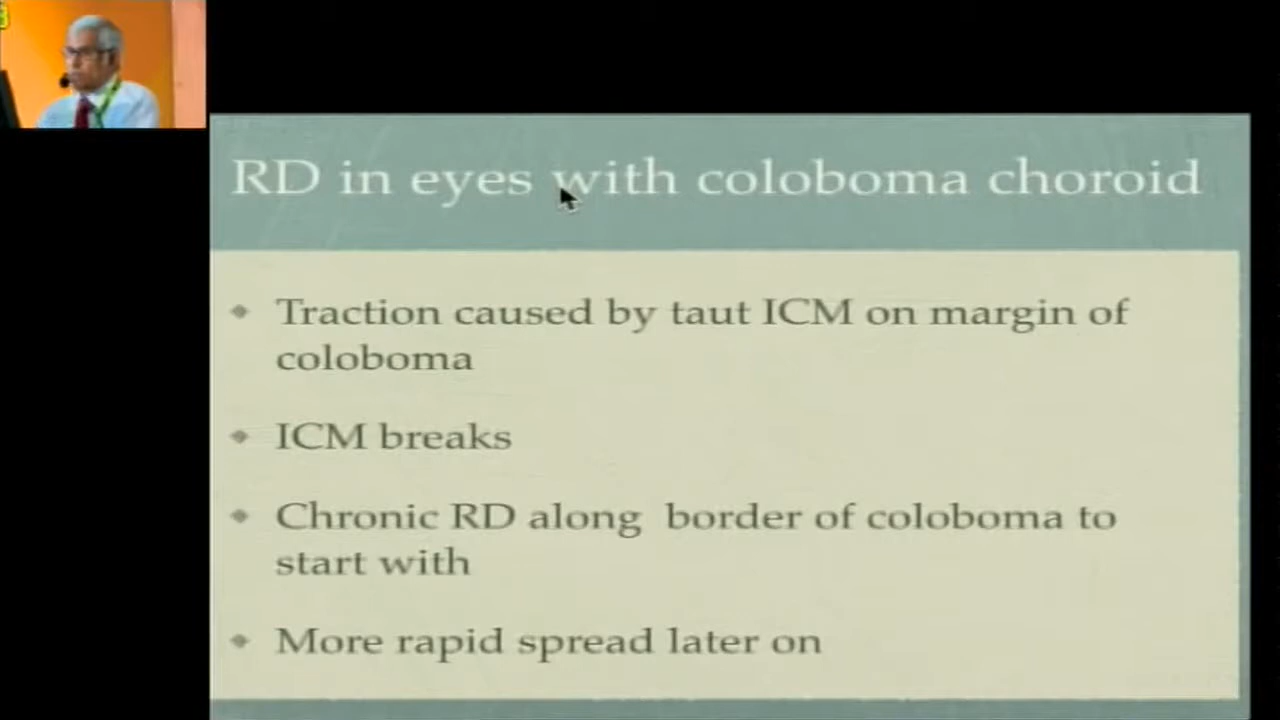 RD in eyes with coloboma choroid
Traction caused by taut ICM on margin of
coloboma
ICM breaks
Chronic RD along border of coloboma to
start with
More rapid spread later on